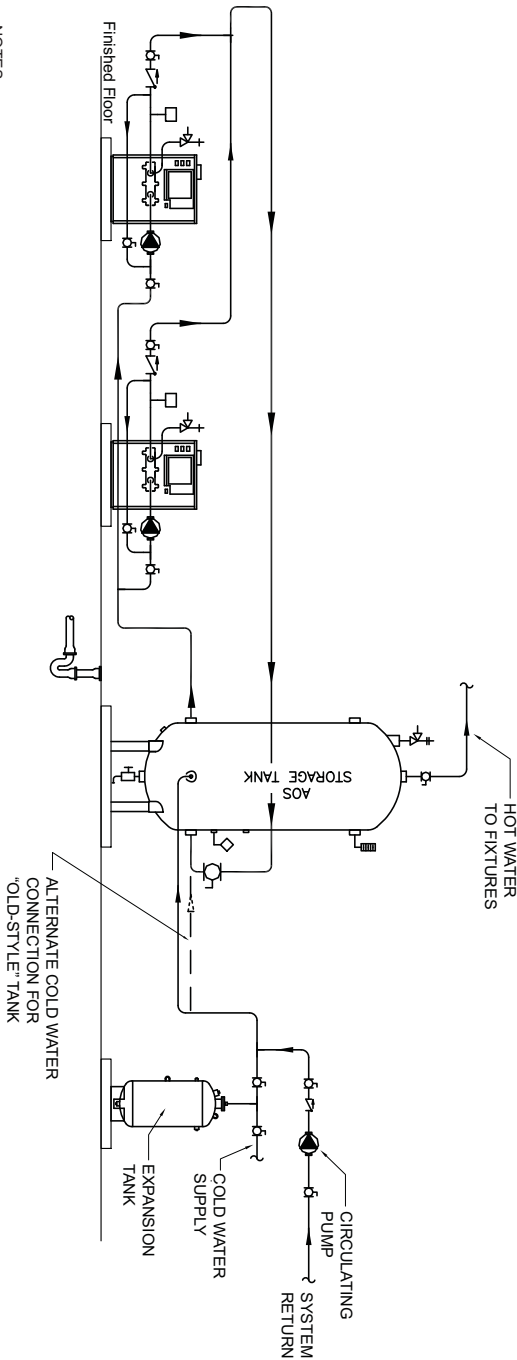 HOT WATER
TO FIXTURES
CIRCULATING
PUMP
SYSTEM
RETURN
AOS
STORAGE TANK
COLD WATER
SUPPLY
EXPANSION
TANK
ALTERNATE COLD WATER
CONNECTION FOR
"OLD-STYLE" TANK
Finished Floor